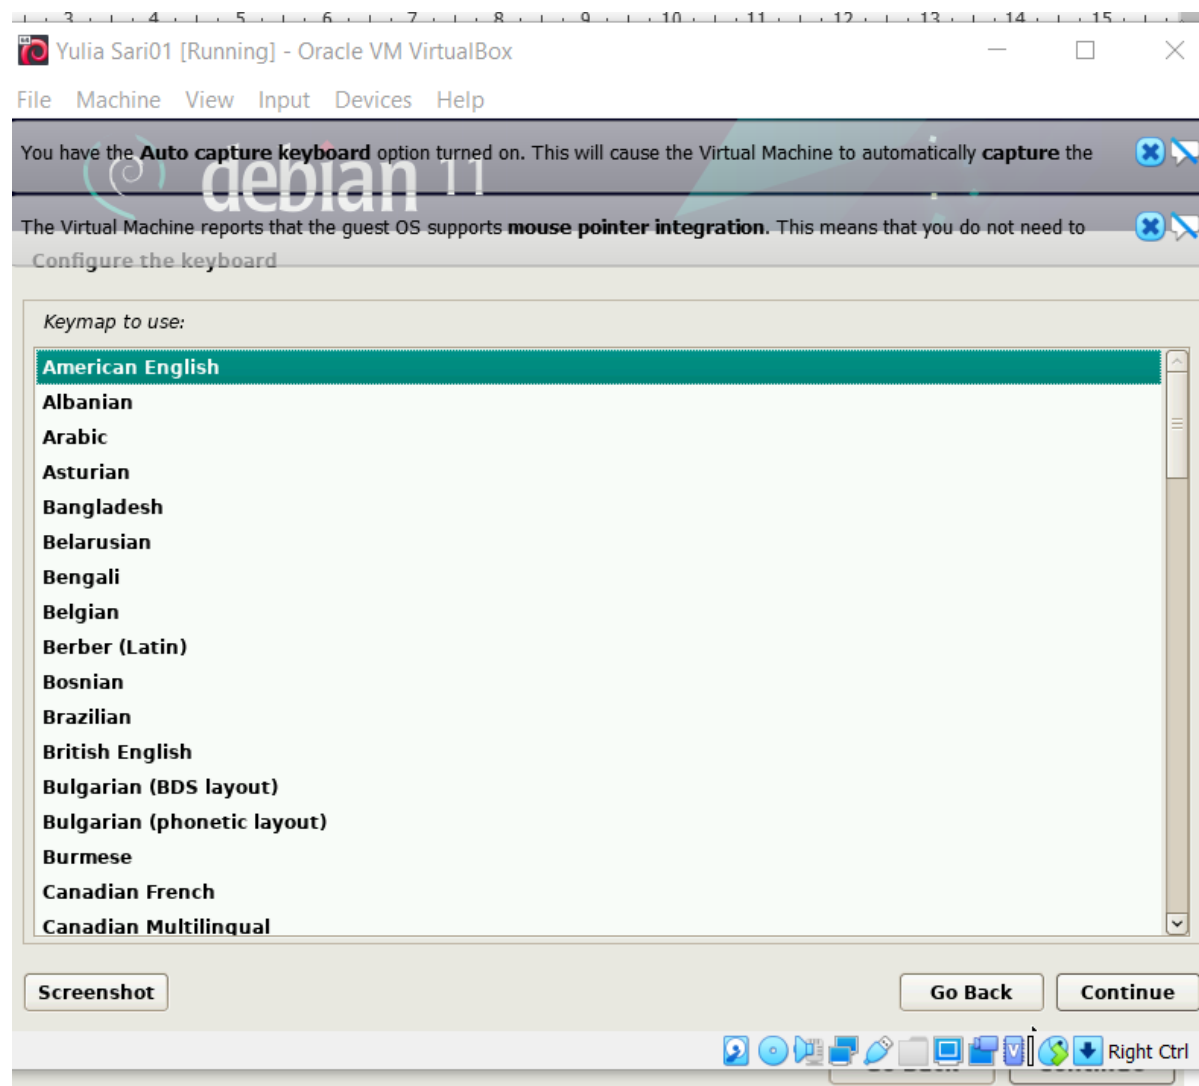 3 4 5 6 7 8 9 10 11 12 13 14 15
Yulia Sari01 [Running] - Oracle VM VirtualBox
File Machine View Input Devices Help
You have the Auto capture keyboard option turned on. This will cause the Virtual Machine to automatically capture the
debian 11
The Virtual Machine reports that the guest OS supports mouse pointer integration. This means that you do not need to
Configure the keyboard
Keymap to use:
American English
Albanian
Arabic
Asturian
Bangladesh
Belarusian
Bengali
Belgian
Berber (Latin)
Bosnian
Brazilian
British English
Bulgarian (BDS layout)
Bulgarian (phonetic layout)
Burmese
Canadian French
Canadian Multilingual
Screenshot Go Back Continue
Right Ctrl